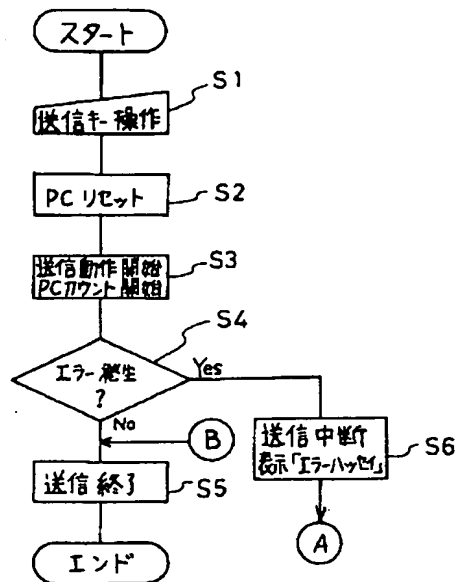 スタート
S1
送信キー操作
PCリセット
S2
送信動作開始
PCカウント開始
S3
S4
エラー発生
?
Yes
No
B
送信中断
表示「エラーハッセイ」
S6
送信終了
S5
A
エンド